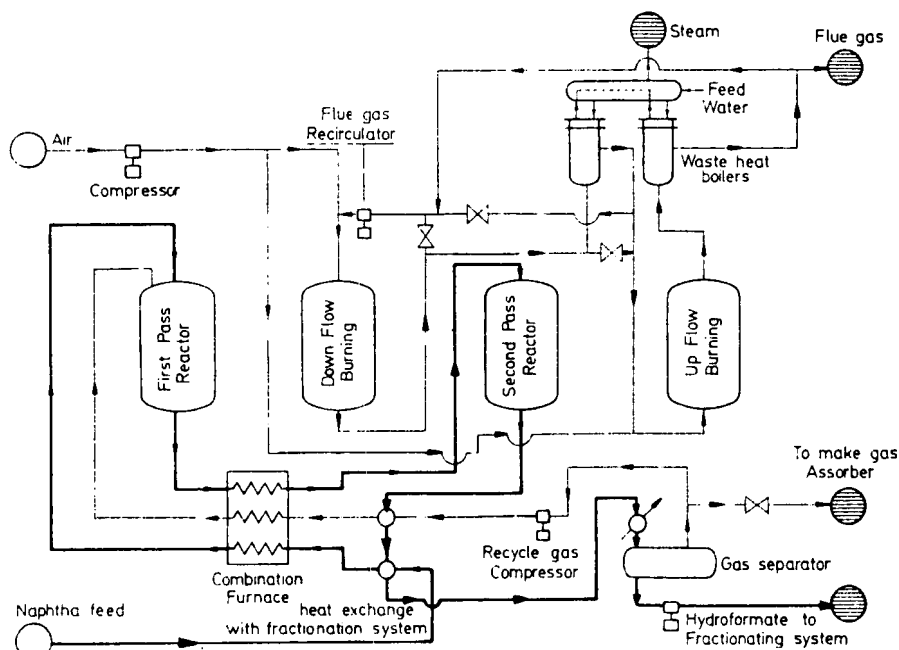 Steam
Flue gas
Feed
Water
Flue gas
Recirculator
Air
Compressor
Waste heat
boilers
First Pass
Reactor
Down Flow
Burning
Second Pass
Reactor
Up Flow
Burning
To make gas
Assorber
Recycle gas
Compressor
Gas separator
Combination
Furnace
heat exchange
with fractionation system
Naphtha feed
Hydroformate to
Fractionating system